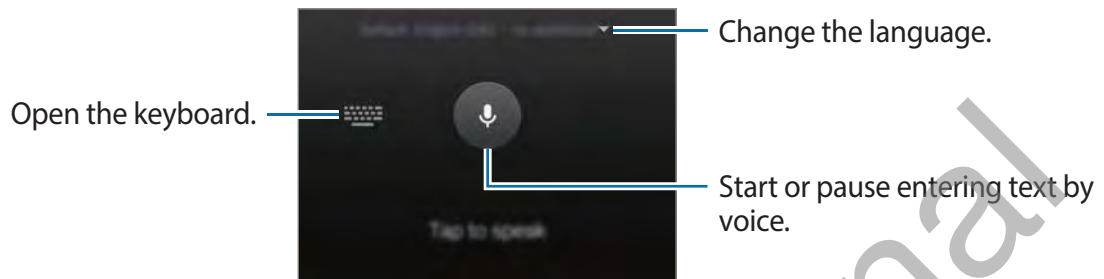 Change the language.
Open the keyboard.
Start or pause entering text by
voice.
Tap to speak